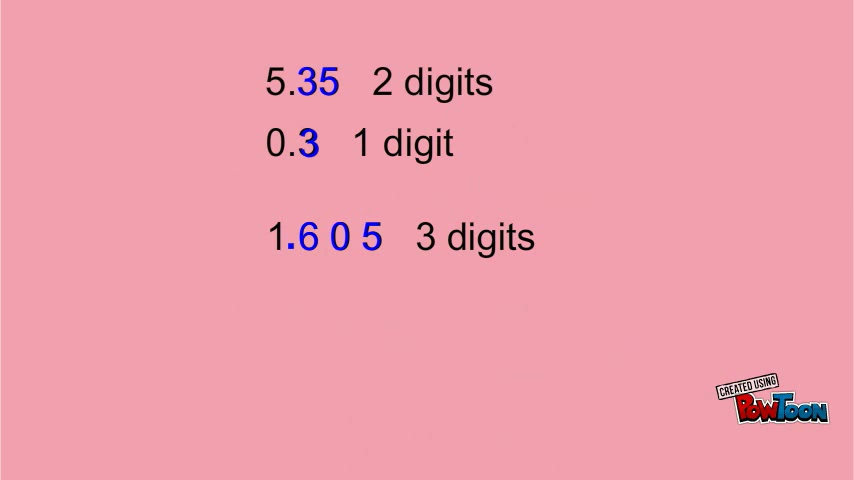 5.35 2 digits
0.3 1 digit
1.6 0 5 3 digits
CREATED USING
POWTOON